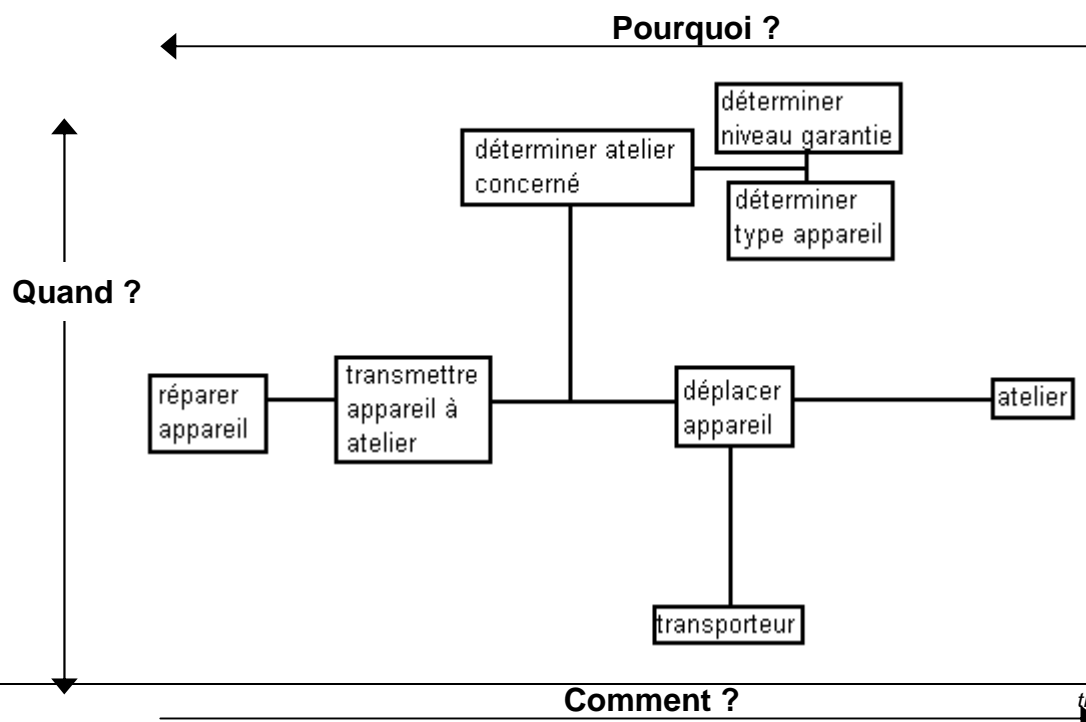 Pourquoi ?
déterminer
niveau garantie
déterminer atelier
concerné
déterminer
type appareil
Quand ?
réparer
appareil
transmettre
appareil à
atelier
déplacer
appareil
atelier
transporteur
Comment ?